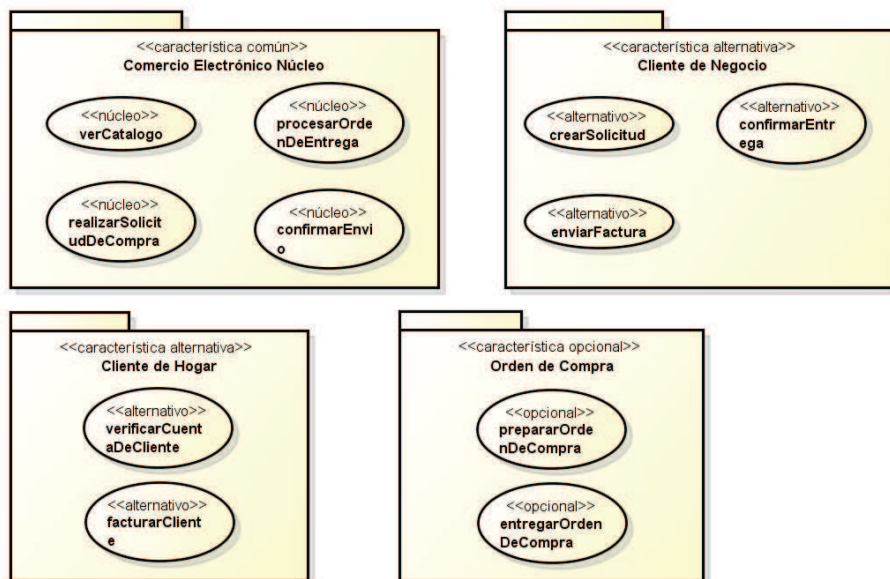 <<característica común>>
Comercio Electrónico Núcleo
<<núcleo>>
verCatalogo
<<núcleo>>
procesarOrde
nDeEntrega
<<núcleo>>
realizarSolicit
udDeCompra
<<núcleo>>
confirmarEnvi
o
<<característica alternativa>>
Cliente de Negocio
<<alternativo>>
crearSolicitud
<<alternativo>>
confirmarEntr
ega
<<alternativo>>
enviarFactura
<<característica alternativa>>
Cliente de Hogar
<<alternativo>>
verificarCuent
aDeCliente
<<alternativo>>
facturarClient
e
<<característica opcional>>
Orden de Compra
<<opcional>>
prepararOrde
nDeCompra
<<opcional>>
entregarOrden
DeCompra